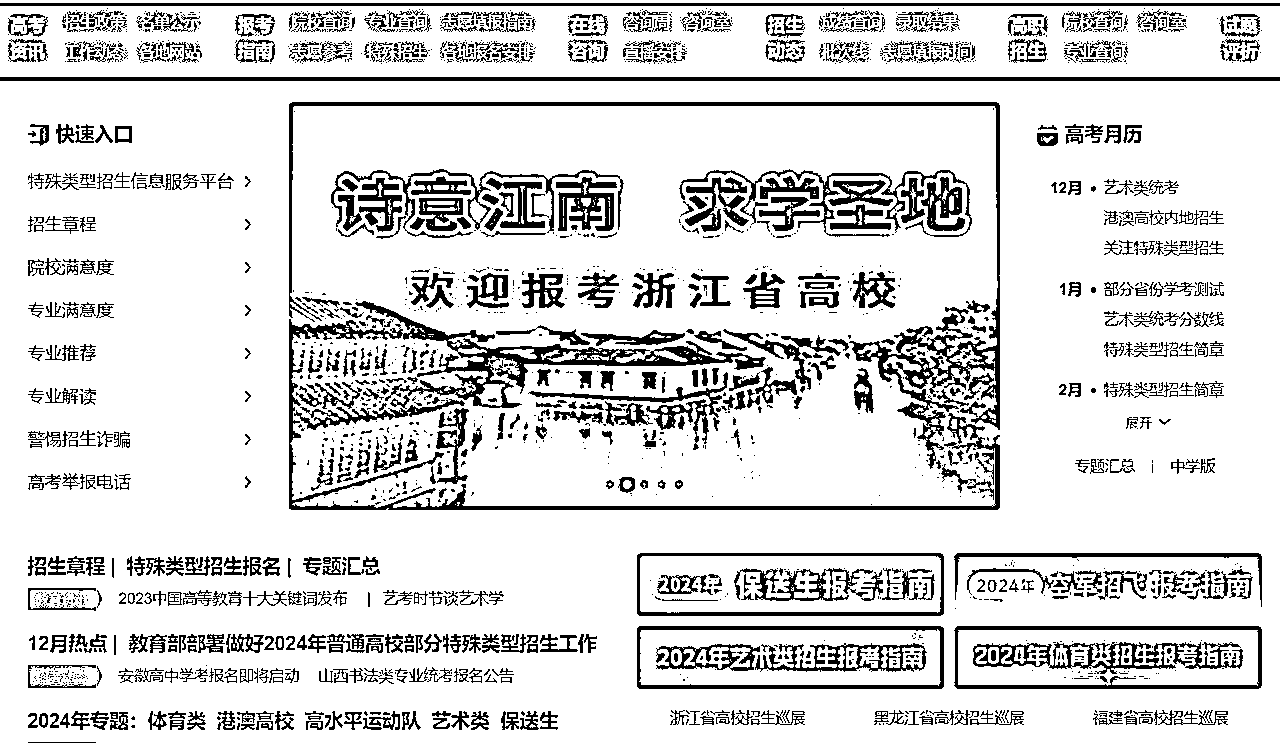 高考 招生政策 名单公示 报考 院校查询 专业查询 志愿填报指南 在线 咨询周 咨询室 招生 成绩查询 录取结果 高职 院校查询 咨询室 试题
资讯 各地网站 指南 志愿参考 特殊招生 各地报名安排 咨询 直播安排 动态 批次线 志愿填报时间 招生 专业查询 评析
快速入口
特殊类型招生信息服务平台
招生章程
院校满意度
专业满意度
专业推荐
专业解读
警惕招生诈骗
高考举报电话
诗意江南 求学圣地
欢迎报考浙江省高校
高考月历
12月 • 艺术类统考
港澳高校内地招生
关注特殊类型招生
1月 • 部分省份学考测试
艺术类统考分数线
特殊类型招生简章
2月 • 特殊类型招生简章
展开
专题汇总 | 中学版
招生章程 | 特殊类型招生报名 | 专题汇总
2023中国高等教育十大关键词发布 | 艺考时节谈艺术学
12月热点 | 教育部部署做好2024年普通高校部分特殊类型招生工作
安徽高中学考报名即将启动 山西书法类专业统考报名公告
2024年专题：体育类 港澳高校 高水平运动队 艺术类 保送生
2024年 保送生报考指南
2024年 空军招飞报考指南
2024年艺术类招生报考指南
2024年体育类招生报考指南
浙江省高校招生巡展 黑龙江省高校招生巡展 福建省高校招生巡展